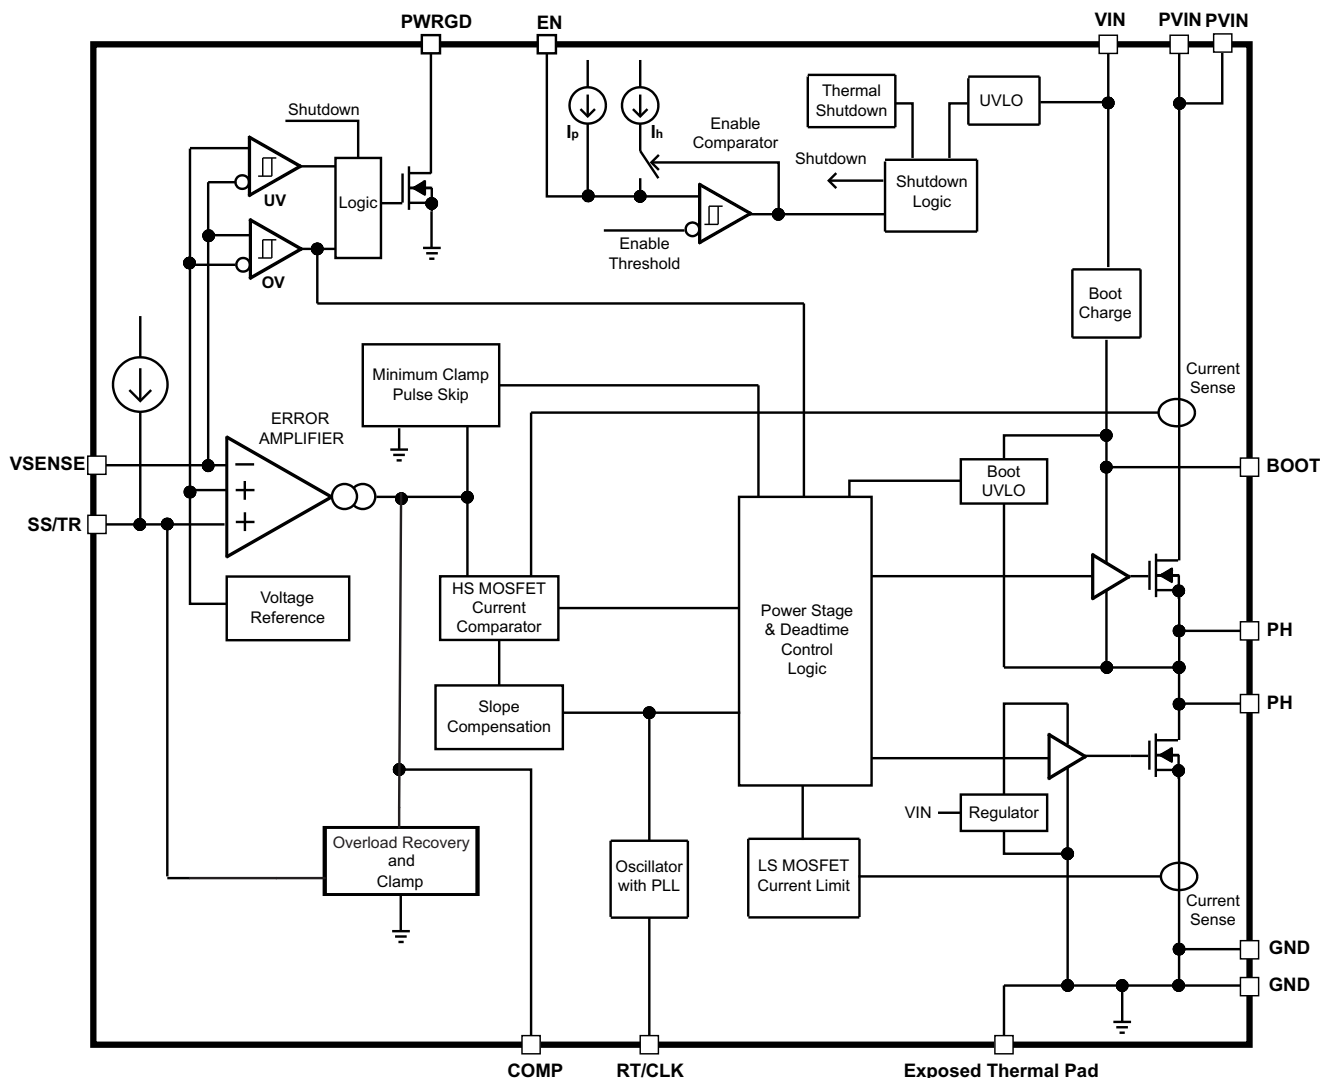 PWRGD
EN
VIN
PVIN
PVIN
Shutdown
Ip
Ih
Enable
Comparator
Thermal
Shutdown
UVLO
UV
Logic
Shutdown
Shutdown
Logic
Enable
Threshold
OV
Boot
Charge
Minimum Clamp
Pulse Skip
Current
Sense
ERROR
AMPLIFIER
VSENSE
BOOT
Boot
UVLO
SS/TR
−
+
+
Voltage
Reference
HS MOSFET
Current
Comparator
Power Stage
& Deadtime
Control
Logic
PH
Slope
Compensation
PH
VIN
Regulator
Overload Recovery
and
Clamp
Oscillator
with PLL
LS MOSFET
Current Limit
Current
Sense
GND
GND
COMP
RT/CLK
Exposed Thermal Pad